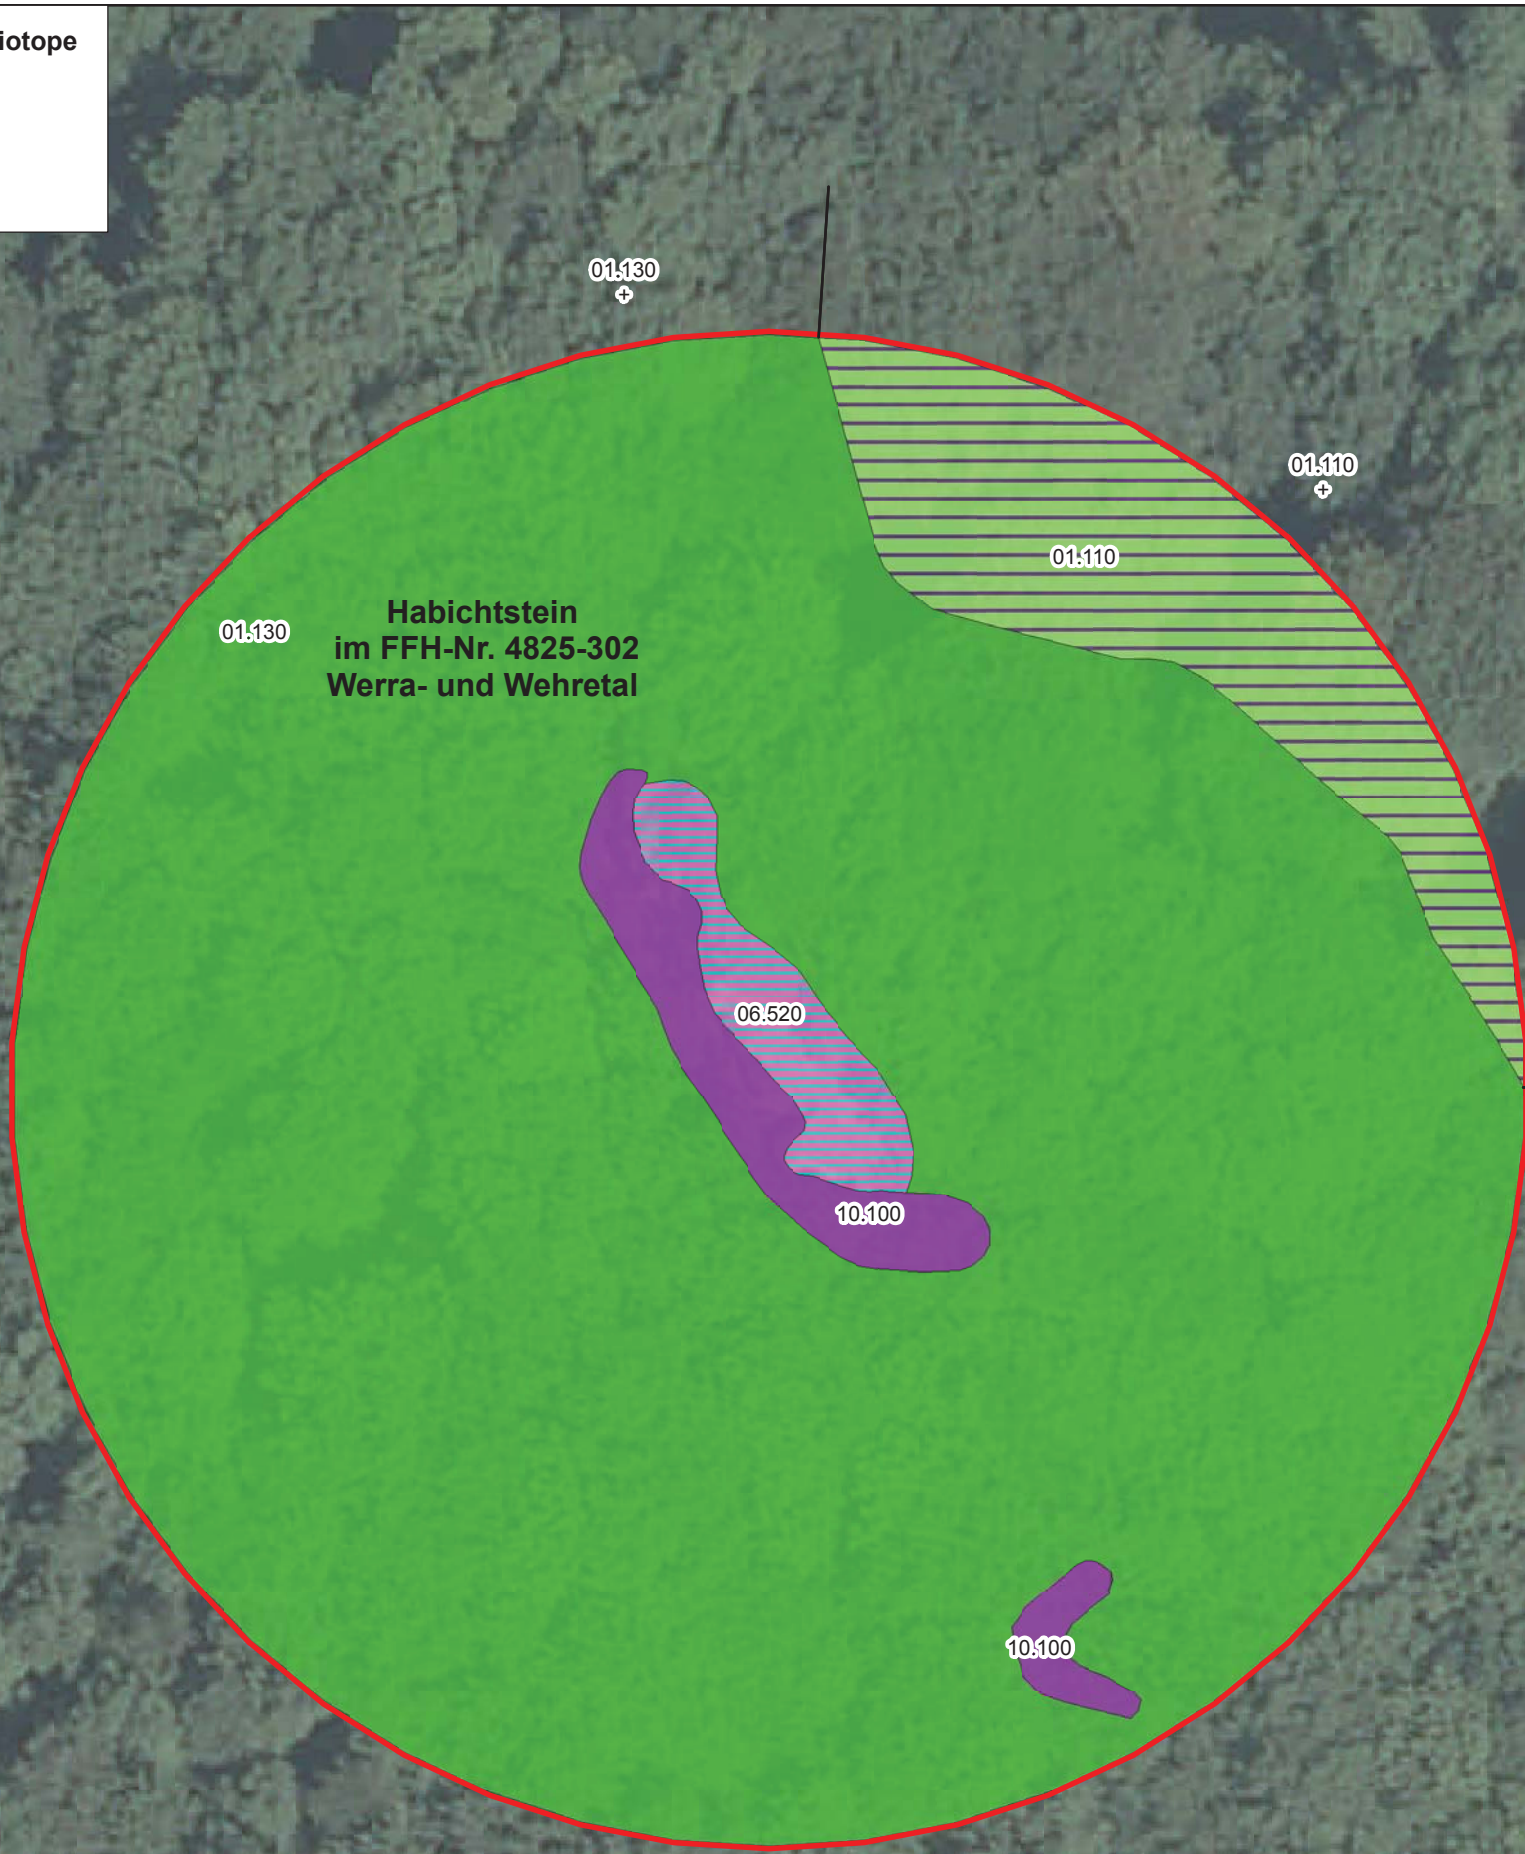 iotope
01.130
+
01.110
+
01.110
Habichtstein
im FFH-Nr. 4825-302
Werra- und Wehretal
01.130
06.520
10.100
10.100